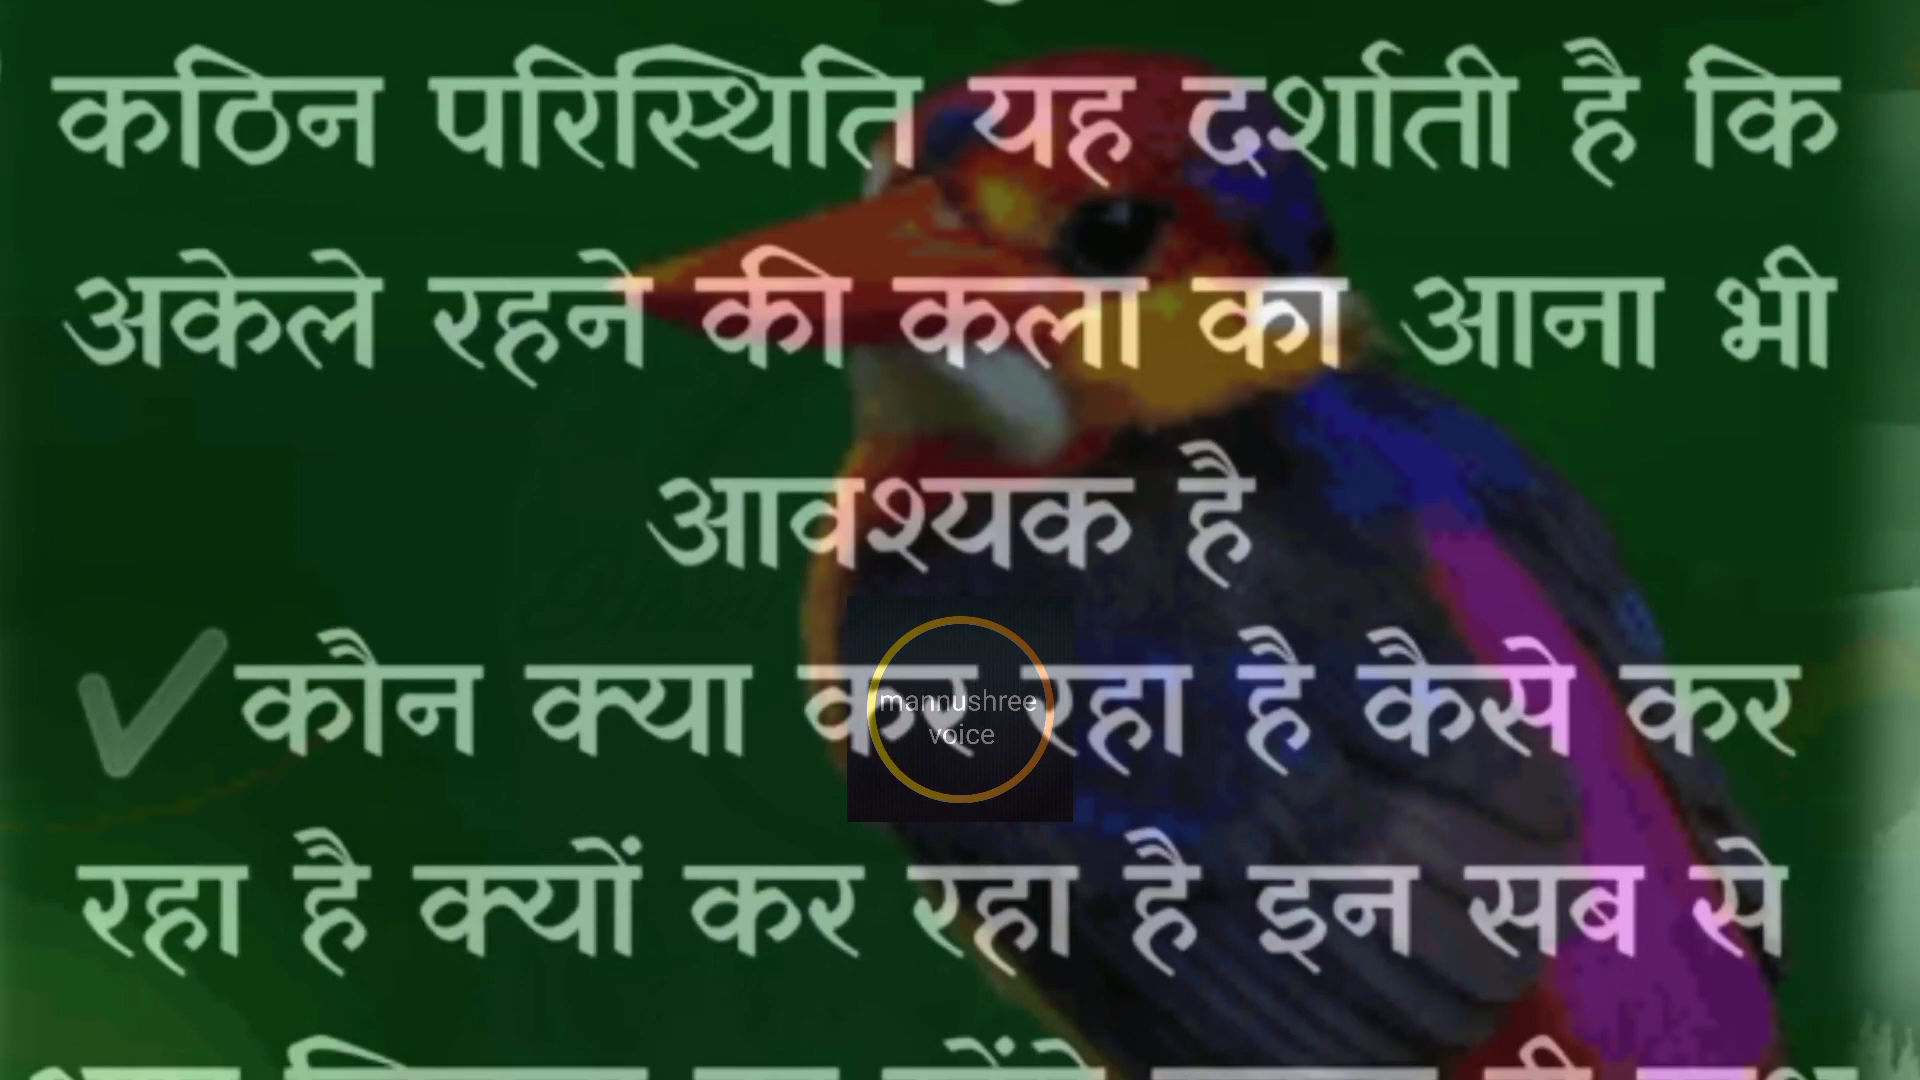 कठिन परिस्थिति यह दर्शाती है कि
अकेले रहने की कला का आना भी
आवश्यक है
✓कौन क्या कर रहा है कैसे कर
mannushree
voice
रहा है क्यों कर रहा है इन सब से